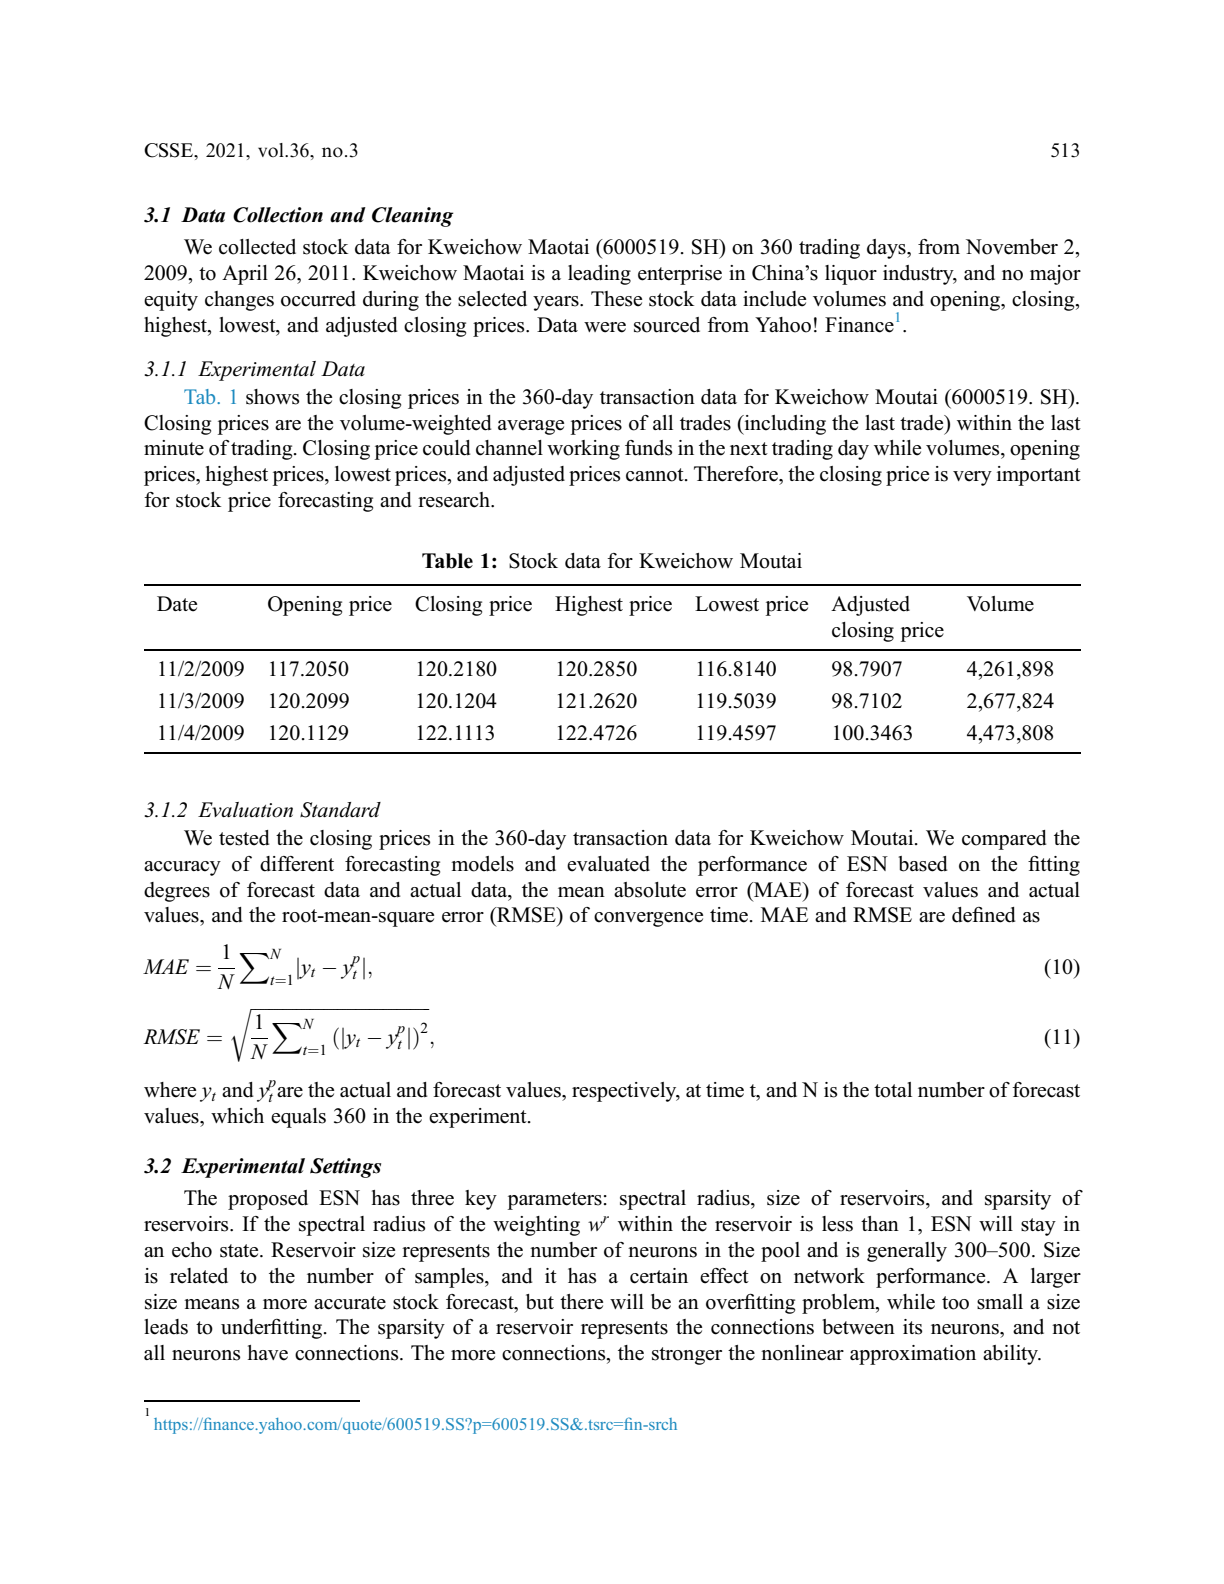 CSSE, 2021, vol.36, no.3 513
3.1 Data Collection and Cleaning
We collected stock data for Kweichow Maotai (6000519. SH) on 360 trading days, from November 2,
2009, to April 26, 2011. Kweichow Maotai is a leading enterprise in China’s liquor industry, and no major
equity changes occurred during the selected years. These stock data include volumes and opening, closing,
highest, lowest, and adjusted closing prices. Data were sourced from Yahoo! Finance1.
3.1.1 Experimental Data
Tab. 1 shows the closing prices in the 360-day transaction data for Kweichow Moutai (6000519. SH).
Closing prices are the volume-weighted average prices of all trades (including the last trade) within the last
minute of trading. Closing price could channel working funds in the next trading day while volumes, opening
prices, highest prices, lowest prices, and adjusted prices cannot. Therefore, the closing price is very important
for stock price forecasting and research.
Table 1: Stock data for Kweichow Moutai
Date Opening price Closing price Highest price Lowest price Adjusted closing price Volume
11/2/2009 117.2050 120.2180 120.2850 116.8140 98.7907 4,261,898
11/3/2009 120.2099 120.1204 121.2620 119.5039 98.7102 2,677,824
11/4/2009 120.1129 122.1113 122.4726 119.4597 100.3463 4,473,808
3.1.2 Evaluation Standard
We tested the closing prices in the 360-day transaction data for Kweichow Moutai. We compared the
accuracy of different forecasting models and evaluated the performance of ESN based on the fitting
degrees of forecast data and actual data, the mean absolute error (MAE) of forecast values and actual
values, and the root-mean-square error (RMSE) of convergence time. MAE and RMSE are defined as
MAE = \frac{1}{N} \sum_{t=1}^{N} |y_t − y_t^p|, (10)
RMSE = \sqrt{\frac{1}{N} \sum_{t=1}^{N} (|y_t − y_t^p|)^2}, (11)
where y_t and y_t^p are the actual and forecast values, respectively, at time t, and N is the total number of forecast
values, which equals 360 in the experiment.
3.2 Experimental Settings
The proposed ESN has three key parameters: spectral radius, size of reservoirs, and sparsity of
reservoirs. If the spectral radius of the weighting w^r within the reservoir is less than 1, ESN will stay in
an echo state. Reservoir size represents the number of neurons in the pool and is generally 300–500. Size
is related to the number of samples, and it has a certain effect on network performance. A larger
size means a more accurate stock forecast, but there will be an overfitting problem, while too small a size
leads to underfitting. The sparsity of a reservoir represents the connections between its neurons, and not
all neurons have connections. The more connections, the stronger the nonlinear approximation ability.
1 https://finance.yahoo.com/quote/600519.SS?p=600519.SS&.tsrc=fin-srch